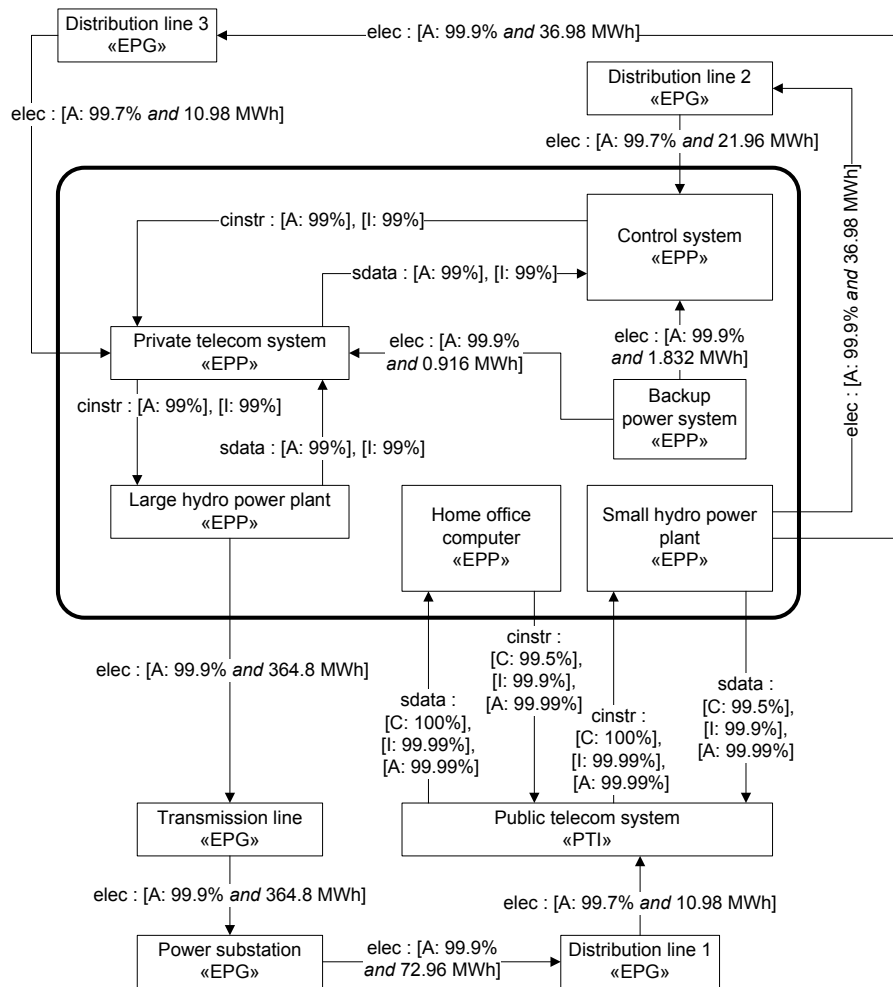 Distribution line 3
«EPG»
elec : [A: 99.9% and 36.98 MWh]
Distribution line 2
«EPG»
elec : [A: 99.7% and 10.98 MWh]
elec : [A: 99.7% and 21.96 MWh]
elec : [A: 99.9% and 36.98 MWh]
cinstr : [A: 99%], [I: 99%]
Control system
«EPP»
sdata : [A: 99%], [I: 99%]
Private telecom system
«EPP»
elec : [A: 99.9%
and 0.916 MWh]
elec : [A: 99.9%
and 1.832 MWh]
cinstr : [A: 99%], [I: 99%]
Backup
power system
«EPP»
sdata : [A: 99%], [I: 99%]
Large hydro power plant
«EPP»
Home office
computer
«EPP»
Small hydro power
plant
«EPP»
elec : [A: 99.9% and 364.8 MWh]
sdata :
[C: 100%],
[I: 99.99%],
[A: 99.99%]
cinstr :
[C: 99.5%],
[I: 99.9%],
[A: 99.99%]
cinstr :
[C: 100%],
[I: 99.99%],
[A: 99.99%]
sdata :
[C: 99.5%],
[I: 99.9%],
[A: 99.99%]
Transmission line
«EPG»
Public telecom system
«PTI»
elec : [A: 99.9% and 364.8 MWh]
elec : [A: 99.7% and 10.98 MWh]
Power substation
«EPG»
elec : [A: 99.9%
and 72.96 MWh]
Distribution line 1
«EPG»